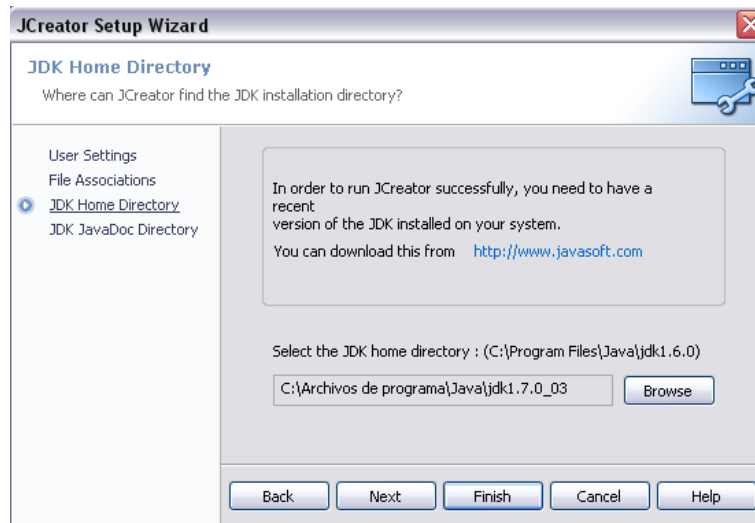 JCreator Setup Wizard
JDK Home Directory
Where can JCreator find the JDK installation directory?
User Settings
File Associations
JDK Home Directory
JDK JavaDoc Directory
In order to run JCreator successfully, you need to have a
recent
version of the JDK installed on your system.
You can download this from http://www.javasoft.com
Select the JDK home directory : (C:\Program Files\Java\jdk1.6.0)
C:\Archivos de programa\Java\jdk1.7.0_03
Browse
Back Next Finish Cancel Help